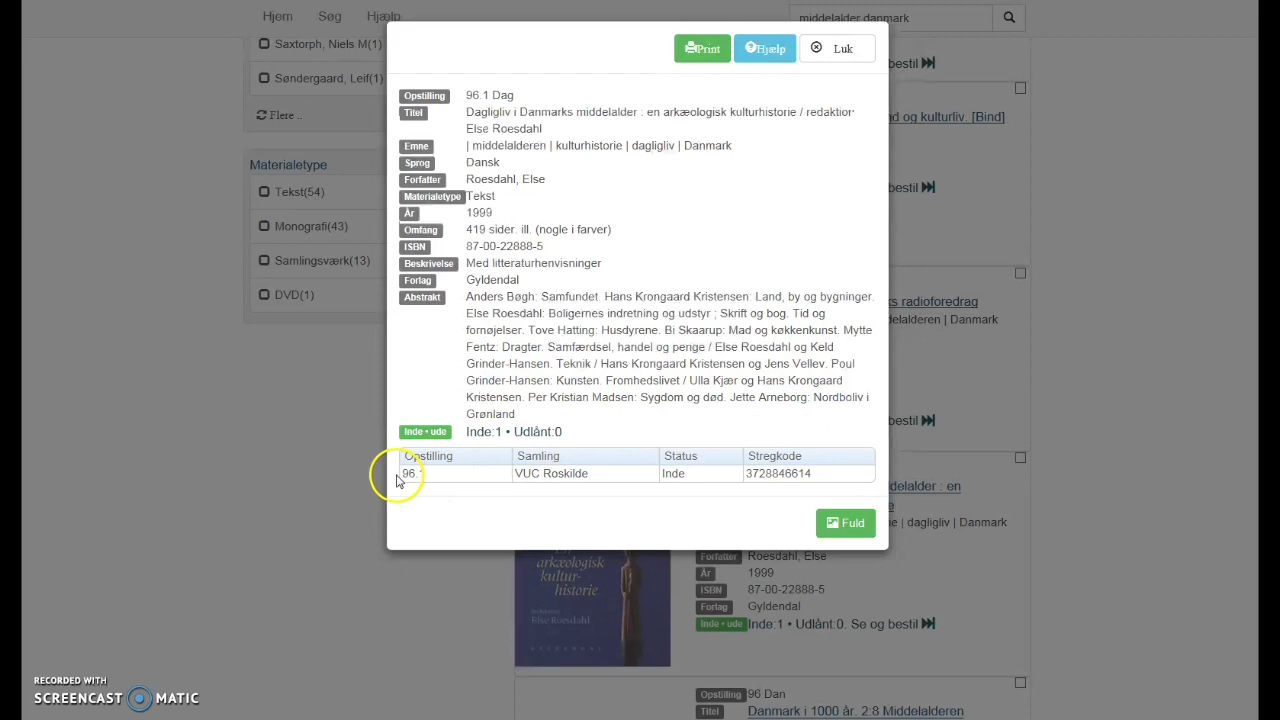 Hjem Søg Hjælp middelalder danmark
Saxtorph, Niels M(1)
Søndergaard, Leif(1)
Flere ..
Materialetype
Tekst(54)
Monografi(43)
Samlingsværk(13)
DVD(1)
Print Hjælp Luk
Opstilling 96.1 Dag
Titel Dagligliv i Danmarks middelalder : en arkæologisk kulturhistorie / redaktion
Else Roesdahl
Emne | middelalderen | kulturhistorie | dagligliv | Danmark
Sprog Dansk
Forfatter Roesdahl, Else
Materialetype Tekst
År 1999
Omfang 419 sider. ill. (nogle i farver)
ISBN 87-00-22888-5
Beskrivelse Med litteraturhenvisninger
Forlag Gyldendal
Abstrakt Anders Bøgh: Samfundet. Hans Krongaard Kristensen: Land, by og bygninger.
Else Roesdahl: Boligernes indretning og udstyr ; Skrift og bog. Tid og
fornøjelser. Tove Hatting: Husdyrene. Bi Skaarup: Mad og køkkenkunst. Mytte
Fentz: Dragter. Samfærdsel, handel og penge / Else Roesdahl og Keld
Grinder-Hansen. Teknik / Hans Krongaard Kristensen og Jens Vellev. Poul
Grinder-Hansen: Kunsten. Fromhedslivet / Ulla Kjær og Hans Krongaard
Kristensen. Per Kristian Madsen: Sygdom og død. Jette Arneborg: Nordboliv i
Grønland
Inde • ude Inde:1 • Udlånt:0
Opstilling Samling Status Stregkode
96.1 VUC Roskilde Inde 3728846614
Fuld
bestil
nd og kulturliv. [Bind]
bestil
ks radioforedrag
delalderen | Danmark
bestil
delalder : en
e
e | dagligliv | Danmark
Forfatter Roesdahl, Else
År 1999
ISBN 87-00-22888-5
Forlag Gyldendal
Inde • ude Inde:1 • Udlånt:0. Se og bestil
En
arkæologisk
kultur-
historie
Else Roesdahl
GYLDENDAL
Opstilling 96 Dan
Titel Danmark i 1000 år. 2:8 Middelalderen
RECORDED WITH
SCREENCAST MATIC